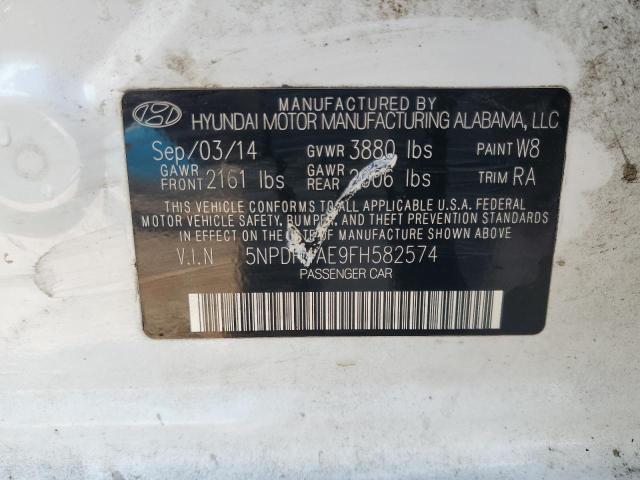 MANUFACTURED BY
HYUNDAI MOTOR MANUFACTURING ALABAMA, LLC
Sep/03/14 GVWR 3880 lbs PAINT W8
GAWR FRONT 2161 lbs GAWR REAR lbs TRIM RA
THIS VEHICLE CONFORMS TO ALL APPLICABLE U.S.A. FEDERAL
MOTOR VEHICLE SAFETY, BUMPER, AND THEFT PREVENTION STANDARDS
IN EFFECT ON THE DATE OF MANUFACTURE SHOWN ABOVE
V.I.N
PASSENGER CAR